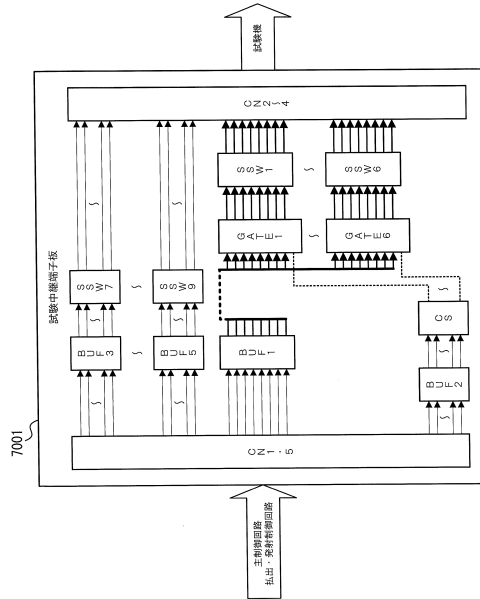 7001
試験中継端子板
試験機
主制御回路
払出・発射制御回路
CN1・5
BUF3
~
BUF5
BUF1
BUF2
SSW7
~
SSW9
CS
GATE1
~
GATE6
SSW1
~
SSW6
CN2~4